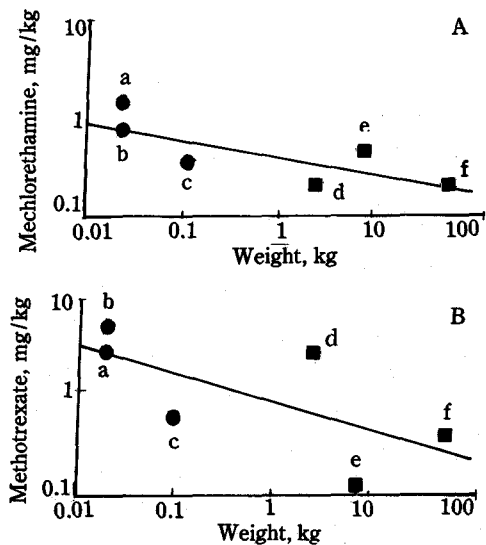 A
Mechlorethamine, mg/kg
10
1
0.1
a
b
c
d
e
f
0.01 0.1 1 10 100
Weight, kg
B
Methotrexate, mg/kg
10
1
0.1
b
a
c
d
e
f
0.01 0.1 1 10 100
Weight, kg